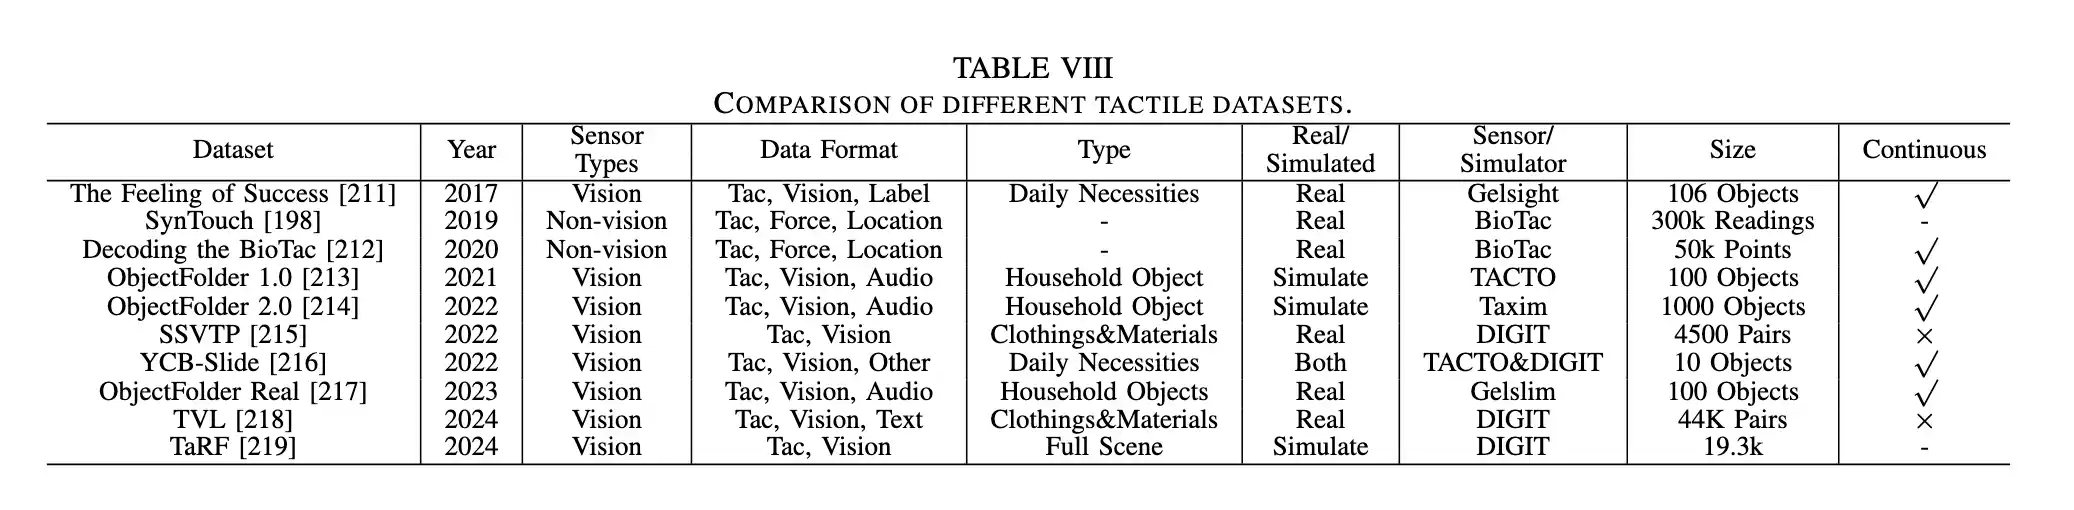 TABLE VIII
COMPARISON OF DIFFERENT TACTILE DATASETS.
Dataset Year Sensor Types Data Format Type Real/ Simulated Sensor/ Simulator Size Continuous
The Feeling of Success [211] 2017 Vision Tac, Vision, Label Daily Necessities Real Gelsight 106 Objects √
SynTouch [198] 2019 Non-vision Tac, Force, Location - Real BioTac 300k Readings -
Decoding the BioTac [212] 2020 Non-vision Tac, Force, Location - Real BioTac 50k Points √
ObjectFolder 1.0 [213] 2021 Vision Tac, Vision, Audio Household Object Simulate TACTO 100 Objects √
ObjectFolder 2.0 [214] 2022 Vision Tac, Vision, Audio Household Object Simulate Taxim 1000 Objects √
SSVTP [215] 2022 Vision Tac, Vision Clothings&Materials Real DIGIT 4500 Pairs ×
YCB-Slide [216] 2022 Vision Tac, Vision, Other Daily Necessities Both TACTO&DIGIT 10 Objects √
ObjectFolder Real [217] 2023 Vision Tac, Vision, Audio Household Objects Real Gelslim 100 Objects √
TVL [218] 2024 Vision Tac, Vision, Text Clothings&Materials Real DIGIT 44K Pairs ×
TaRF [219] 2024 Vision Tac, Vision Full Scene Simulate DIGIT 19.3k -